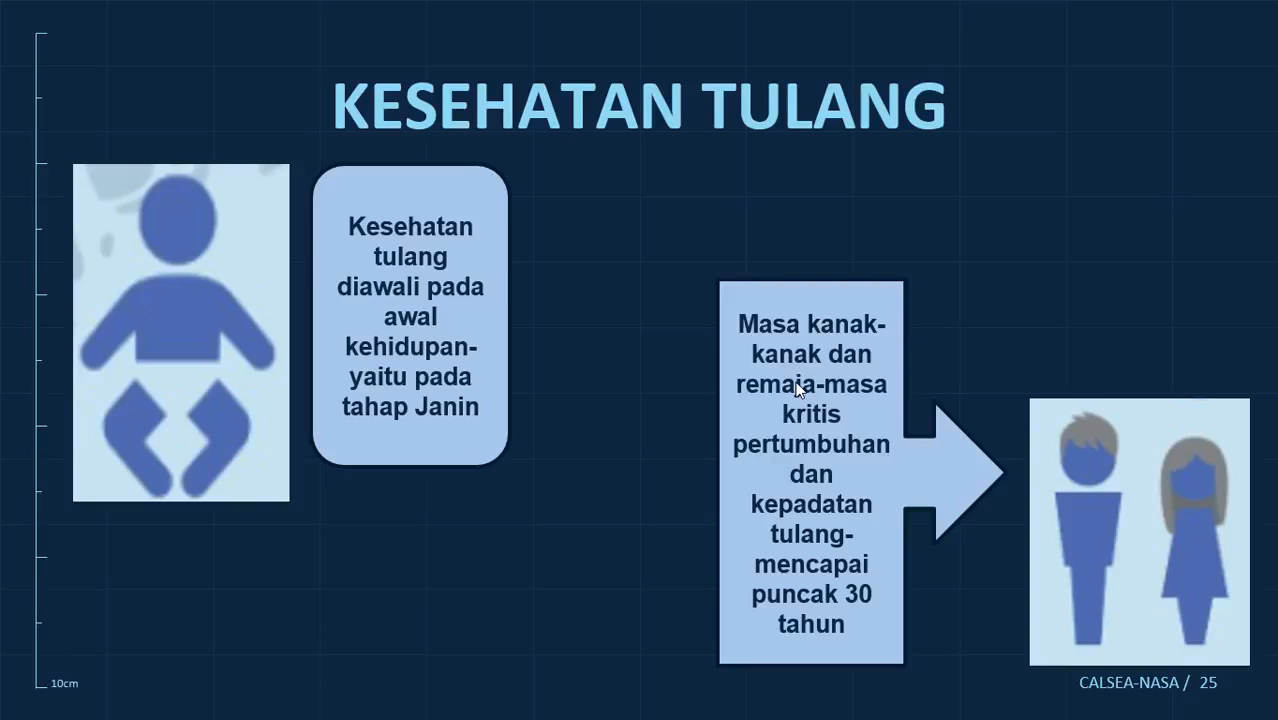 KESEHATAN TULANG
Kesehatan
tulang
diawali pada
awal
kehidupan-
yaitu pada
tahap Janin
Masa kanak-
kanak dan
remaja-masa
kritis
pertumbuhan
dan
kepadatan
tulang-
mencapai
puncak 30
tahun
10cm
CALSEA-NASA / 25